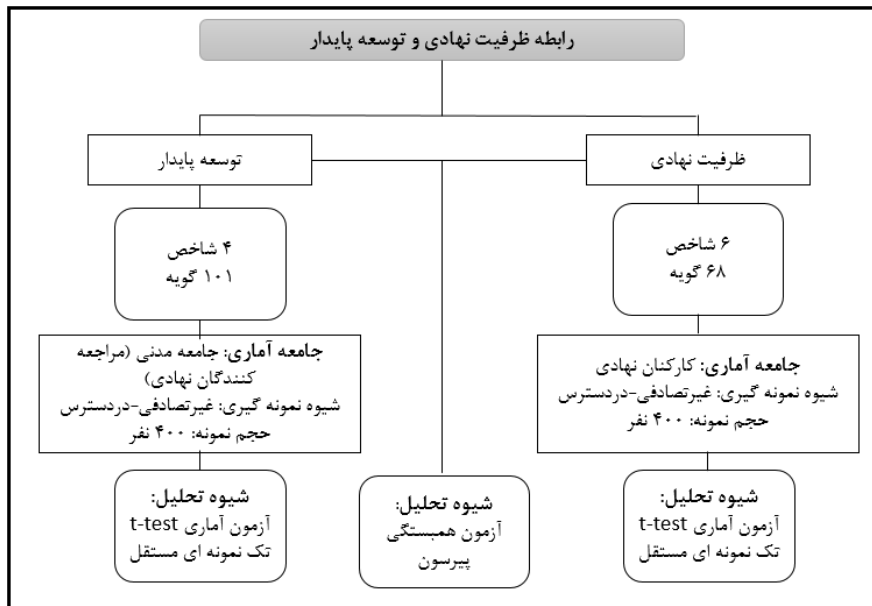 رابطه ظرفیت نهادی و توسعه پایدار
ظرفیت نهادی
توسعه پایدار
۶ شاخص
۶۸ گویه
۴ شاخص
۱۰۱ گویه
جامعه آماری: کارکنان نهادی
شیوه نمونه گیری: غیرتصادفی-دردسترس
حجم نمونه: ۴۰۰ نفر
جامعه آماری: جامعه مدنی (مراجعه
کنندگان نهادی)
شیوه نمونه گیری: غیرتصادفی-دردسترس
حجم نمونه: ۴۰۰ نفر
شیوه تحلیل:
آزمون آماری t-test
تک نمونه ای مستقل
شیوه تحلیل:
آزمون همبستگی
پیرسون
شیوه تحلیل:
آزمون آماری t-test
تک نمونه ای مستقل